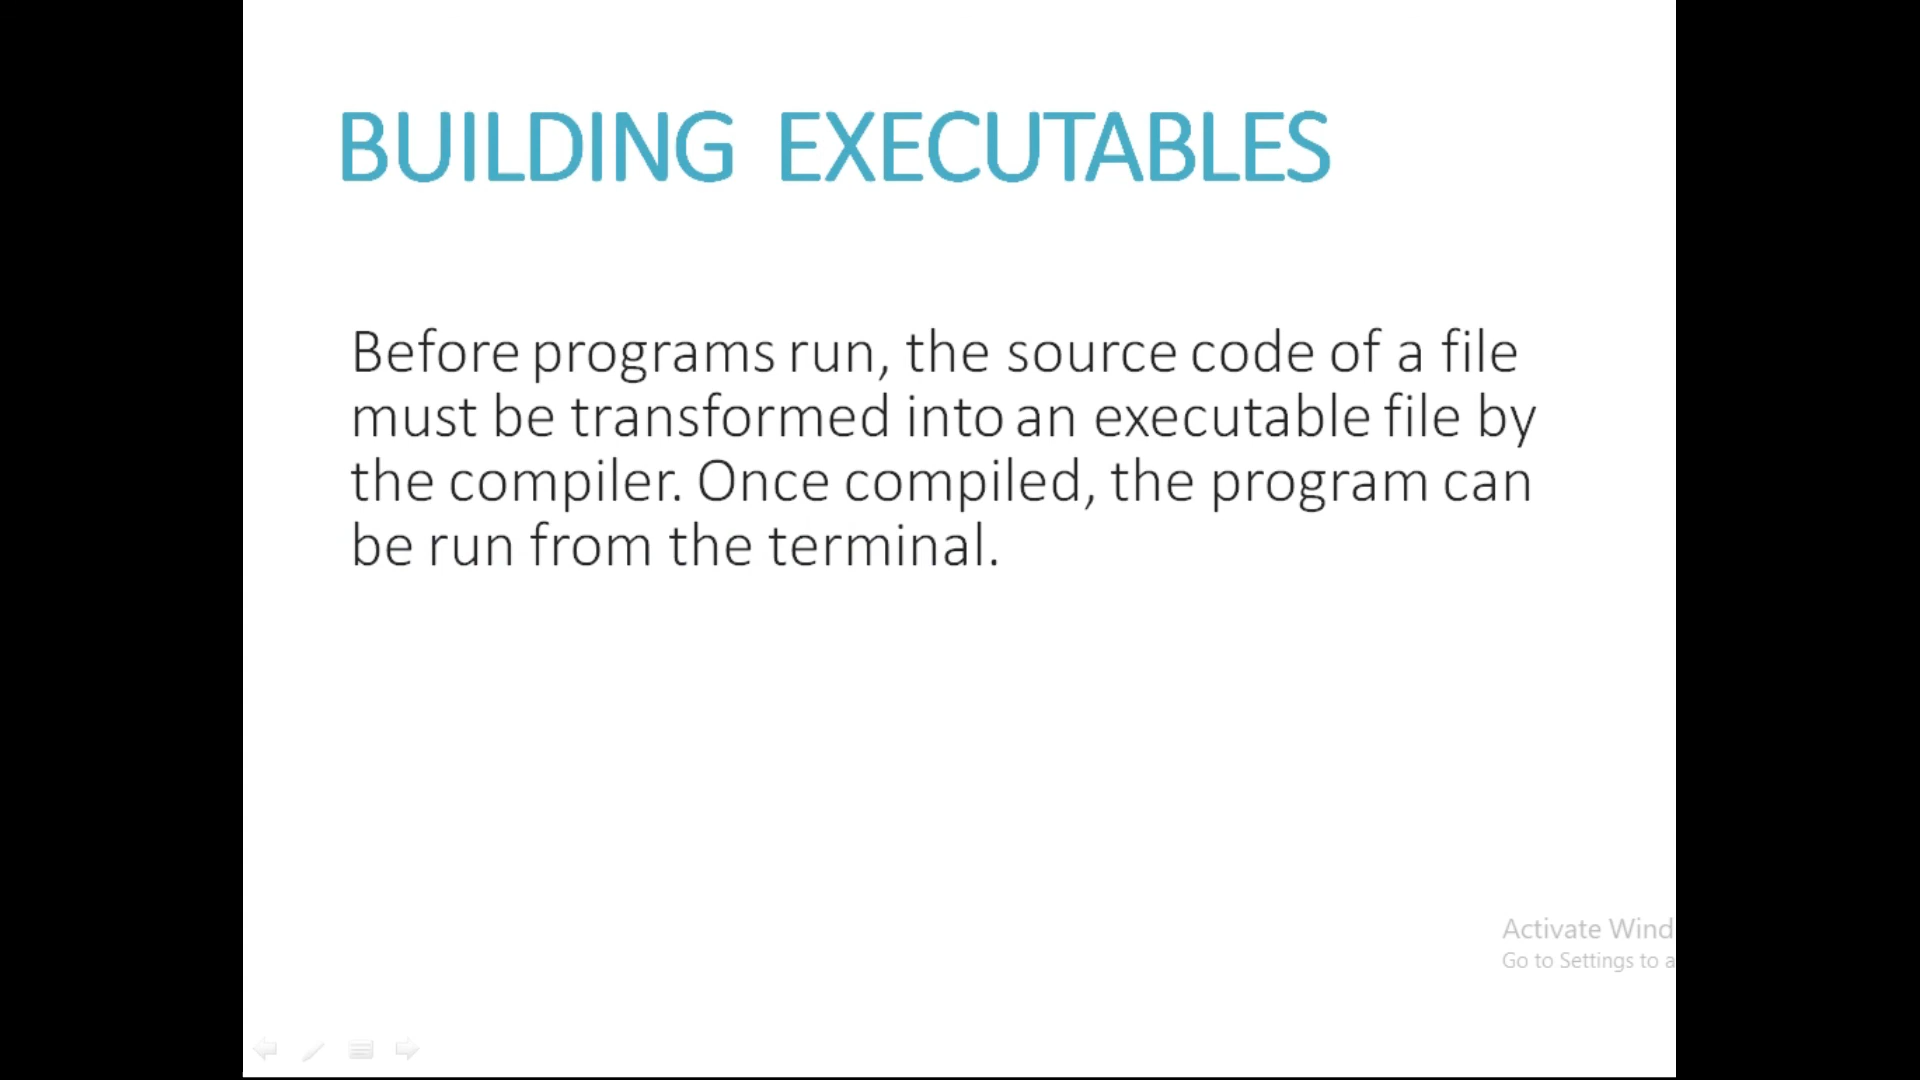 BUILDING EXECUTABLES
Before programs run, the source code of a file
must be transformed into an executable file by
the compiler. Once compiled, the program can
be run from the terminal.
Activate Wind
Go to Settings to a